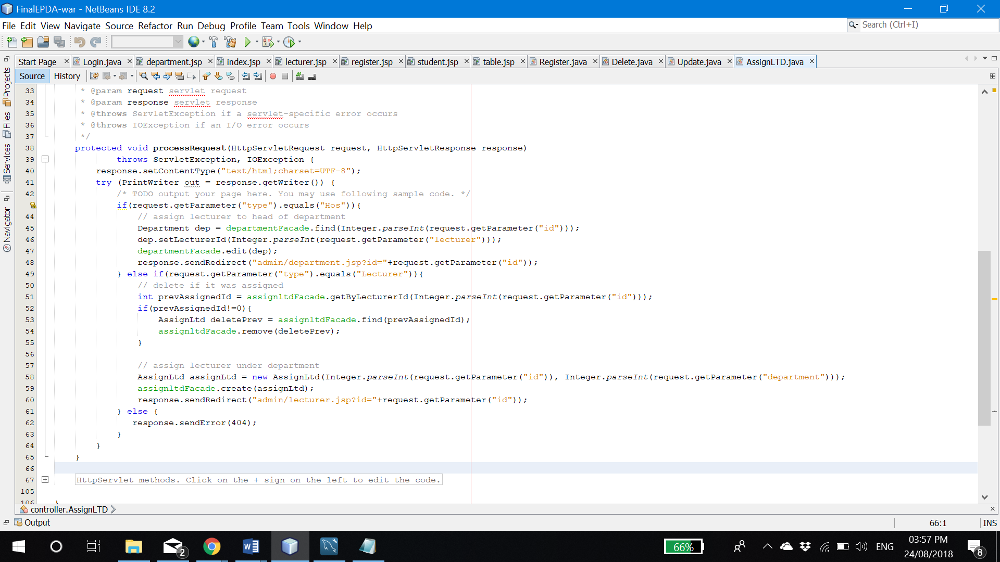 FinalEPDA-war - NetBeans IDE 8.2
File Edit View Navigate Source Refactor Run Debug Profile Team Tools Window Help
Search (Ctrl+I)
Start Page Login.java department.jsp index.jsp lecturer.jsp register.jsp student.jsp table.jsp Register.java Delete.java Update.java AssignLTD.java
Source History
Projects
Files
Services
Navigator
33 * @param request servlet request
34 * @param response servlet response
35 * @throws ServletException if a servlet-specific error occurs
36 * @throws IOException if an I/O error occurs
37 */
38 protected void processRequest(HttpServletRequest request, HttpServletResponse response)
39 throws ServletException, IOException {
40 response.setContentType("text/html;charset=UTF-8");
41 try (PrintWriter out = response.getWriter()) {
42 /* TODO output your page here. You may use following sample code. */
if(request.getParameter("type").equals("Hos")){
44 // assign lecturer to head of department
45 Department dep = departmentFacade.find(Integer.parseInt(request.getParameter("id")));
46 dep.setLecturerId(Integer.parseInt(request.getParameter("lecturer")));
47 departmentFacade.edit(dep);
48 response.sendRedirect("admin/department.jsp?id="+request.getParameter("id"));
49 } else if(request.getParameter("type").equals("Lecturer")){
50 // delete if it was assigned
51 int prevAssignedId = assignltdFacade.getByLecturerId(Integer.parseInt(request.getParameter("id")));
52 if(prevAssignedId!=0){
53 AssignLtd deletePrev = assignltdFacade.find(prevAssignedId);
54 assignltdFacade.remove(deletePrev);
55 }
56
57 // assign lecturer under department
58 AssignLtd assignLtd = new AssignLtd(Integer.parseInt(request.getParameter("id")), Integer.parseInt(request.getParameter("department")));
59 assignltdFacade.create(assignLtd);
60 response.sendRedirect("admin/lecturer.jsp?id="+request.getParameter("id"));
61 } else {
62 response.sendError(404);
63 }
64 }
65 }
66
67 HttpServlet methods. Click on the + sign on the left to edit the code.
105
106 }
controller.AssignLTD
Output
66:1 INS
2
66%
ENG
03:57 PM
24/08/2018
8